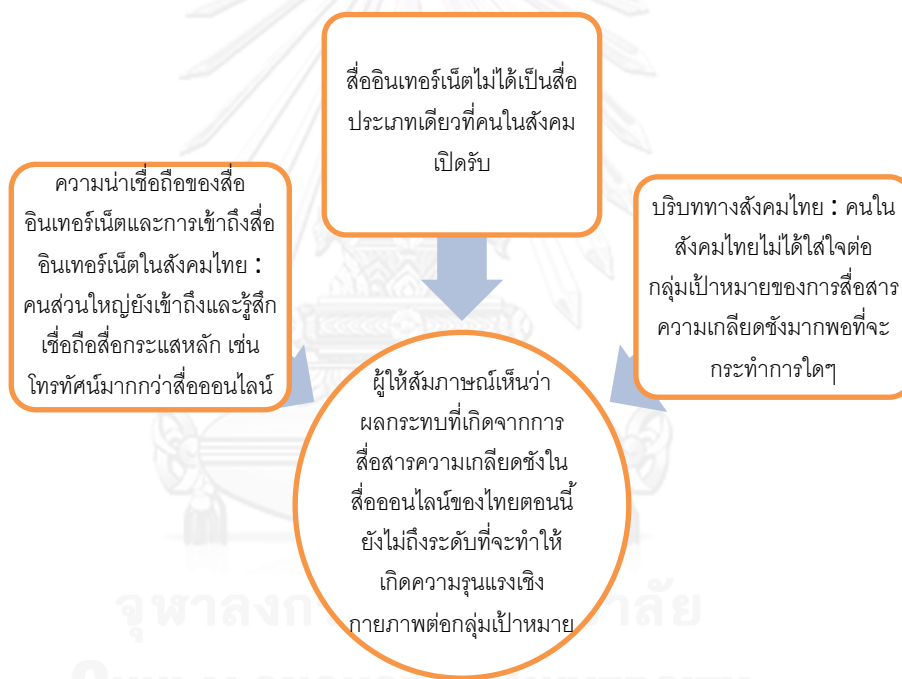 สื่ออินเทอร์เน็ตไม่ได้เป็นสื่อ
ประเภทเดียวที่คนในสังคม
เปิดรับ
ความน่าเชื่อถือของสื่อ
อินเทอร์เน็ตและการเข้าถึงสื่อ
อินเทอร์เน็ตในสังคมไทย :
คนส่วนใหญ่ยังเข้าถึงและรู้สึก
เชื่อถือสื่อกระแสหลัก เช่น
โทรทัศน์มากกว่าสื่อออนไลน์
บริบททางสังคมไทย : คนใน
สังคมไทยไม่ได้ใส่ใจต่อ
กลุ่มเป้าหมายของการสื่อสาร
ความเกลียดชังมากพอที่จะ
กระทำการใดๆ
ผู้ให้สัมภาษณ์เห็นว่า
ผลกระทบที่เกิดจากการ
สื่อสารความเกลียดชังใน
สื่อออนไลน์ของไทยตอนนี้
ยังไม่ถึงระดับที่จะทำให้
เกิดความรุนแรงเชิง
กายภาพต่อกลุ่มเป้าหมาย